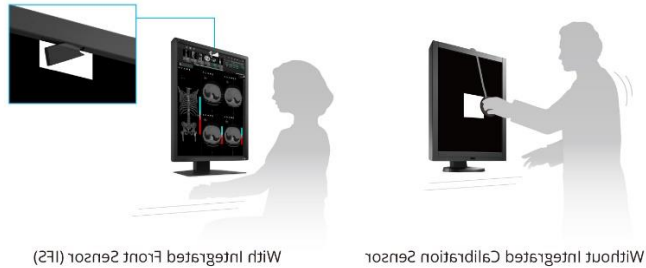 With Integrated Front Sensor (IFS)
Without Integrated Calibration Sensor